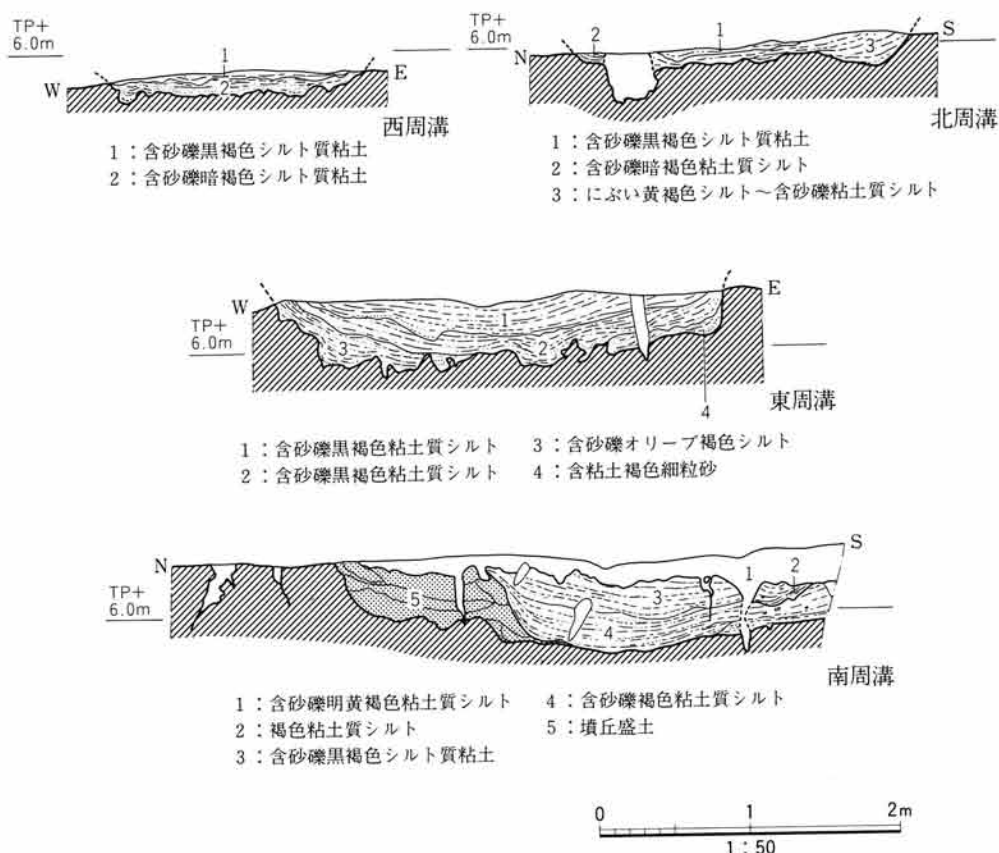 TP+
6.0m
1
W
2
E
西周溝
1：含砂礫黒褐色シルト質粘土
2：含砂礫暗褐色シルト質粘土
TP+
6.0m
N
2
1
3
S
北周溝
1：含砂礫黒褐色シルト質粘土
2：含砂礫暗褐色粘土質シルト
3：にぶい黄褐色シルト～含砂礫粘土質シルト
W
E
TP+
6.0m
1
3
2
4
東周溝
1：含砂礫黒褐色粘土質シルト
2：含砂礫黒褐色粘土質シルト
3：含砂礫オリーブ褐色シルト
4：含粘土褐色細粒砂
N
S
TP+
6.0m
5
3
4
1
2
南周溝
1：含砂礫明黄褐色粘土質シルト
2：褐色粘土質シルト
3：含砂礫黒褐色シルト質粘土
4：含砂礫褐色粘土質シルト
5：墳丘盛土
0 1 2m
1：50